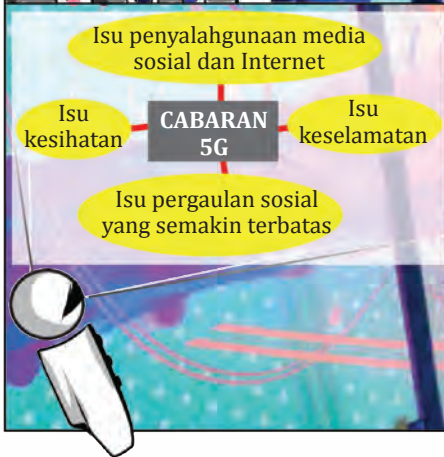 Isu penyalahgunaan media
sosial dan Internet
Isu
kesihatan
CABARAN
5G
Isu
keselamatan
Isu pergaulan sosial
yang semakin terbatas